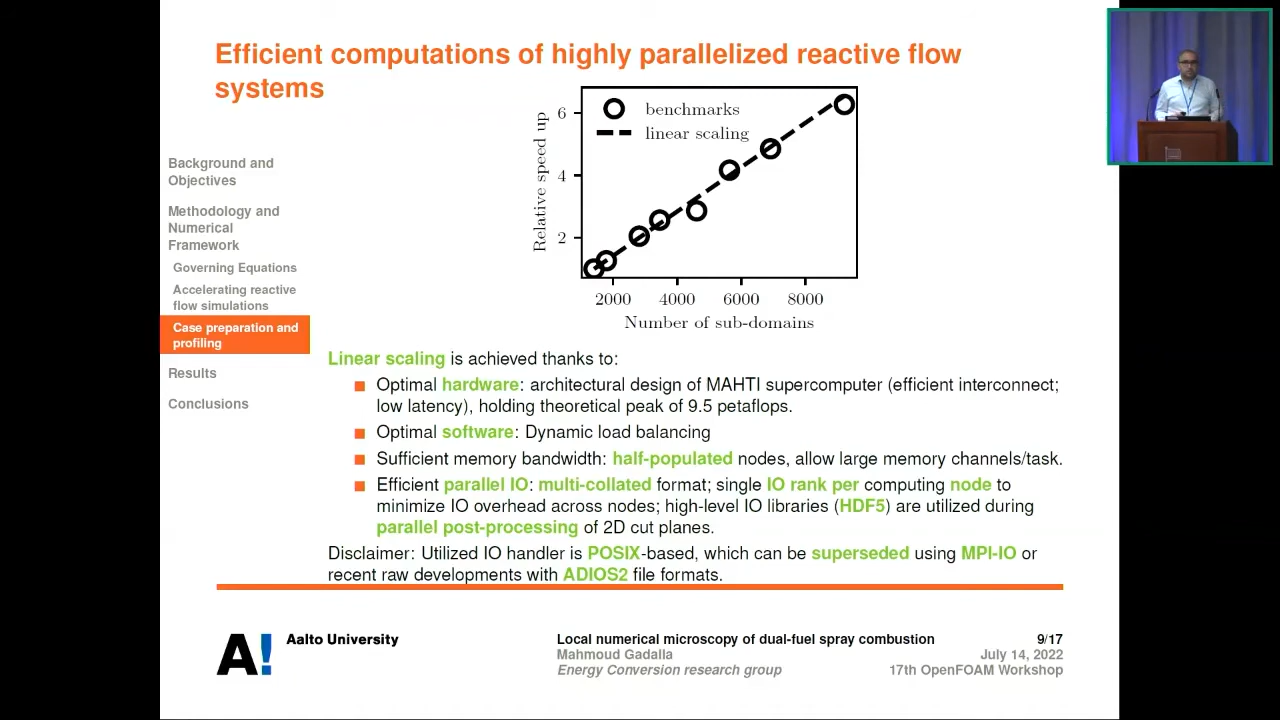 Efficient computations of highly parallelized reactive flow
systems
Background and
Objectives
Methodology and
Numerical
Framework
Governing Equations
Accelerating reactive
flow simulations
Case preparation and
profiling
Results
Conclusions
Relative speed up
6
4
2
benchmarks
linear scaling
2000 4000 6000 8000
Number of sub-domains
Linear scaling is achieved thanks to:
Optimal hardware: architectural design of MAHTI supercomputer (efficient interconnect;
low latency), holding theoretical peak of 9.5 petaflops.
Optimal software: Dynamic load balancing
Sufficient memory bandwidth: half-populated nodes, allow large memory channels/task.
Efficient parallel IO: multi-collated format; single IO rank per computing node to
minimize IO overhead across nodes; high-level IO libraries (HDF5) are utilized during
parallel post-processing of 2D cut planes.
Disclaimer: Utilized IO handler is POSIX-based, which can be superseded using MPI-IO or
recent raw developments with ADIOS2 file formats.
A! Aalto University
Local numerical microscopy of dual-fuel spray combustion
Mahmoud Gadalla
Energy Conversion research group
9/17
July 14, 2022
17th OpenFOAM Workshop